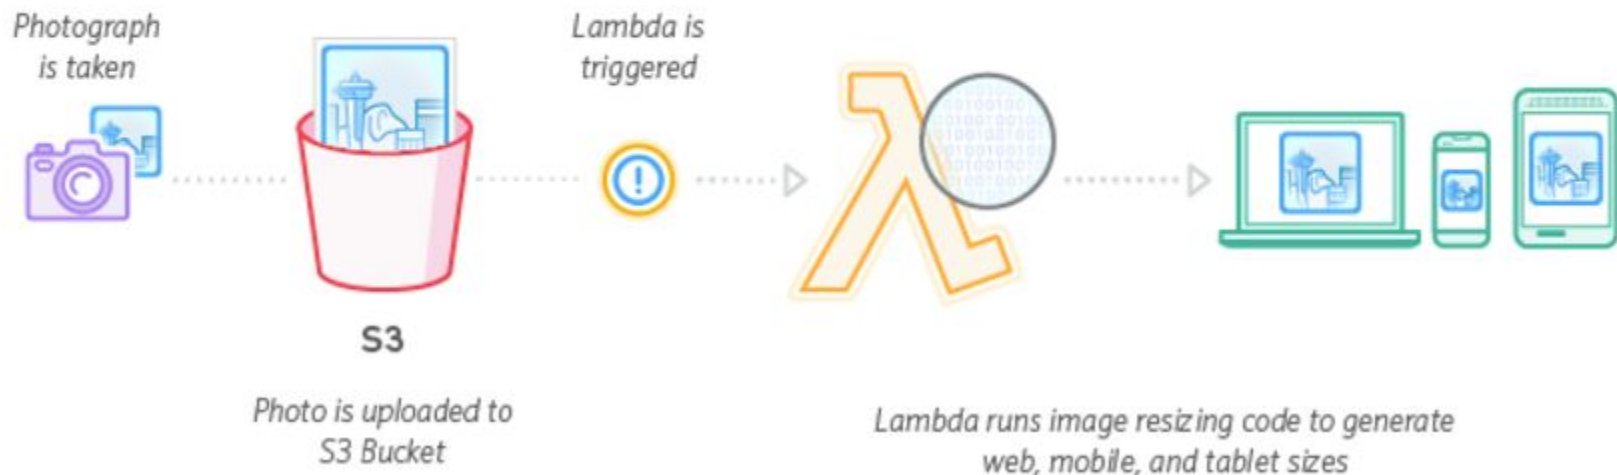 Photograph
is taken
Lambda is
triggered
S3
Photo is uploaded to
S3 Bucket
Lambda runs image resizing code to generate
web, mobile, and tablet sizes